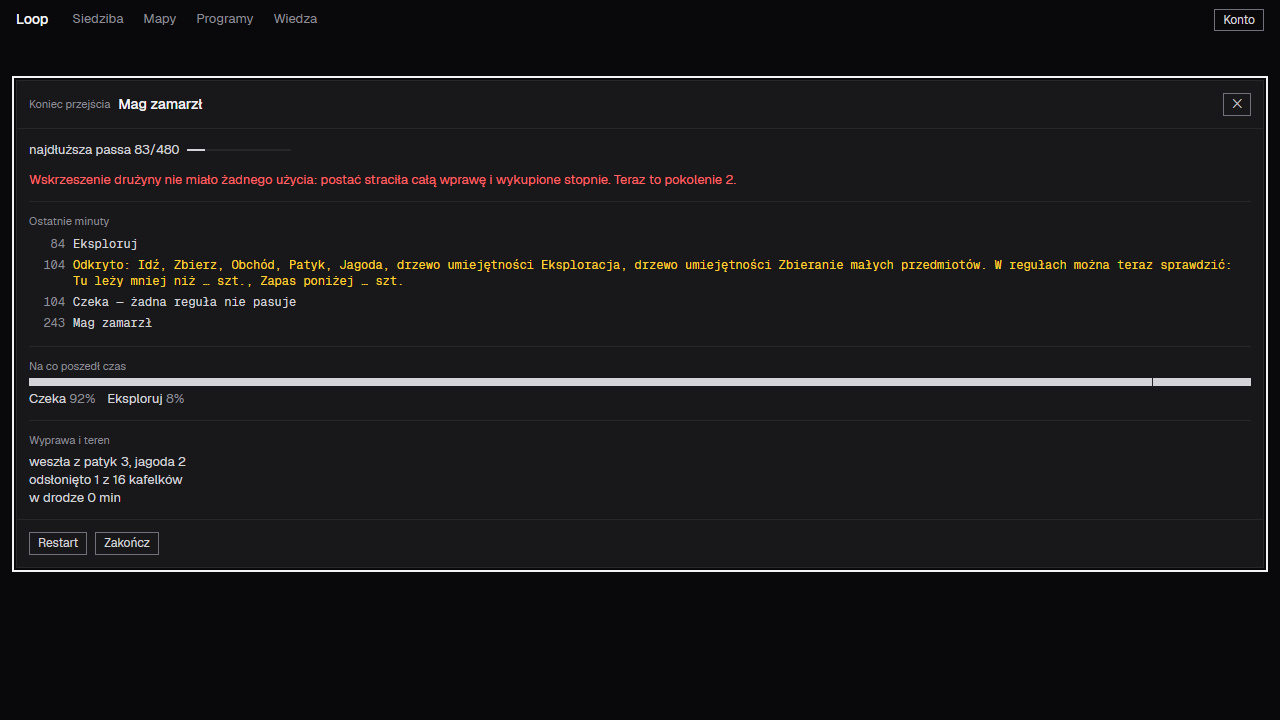 Loop Siedziba Mapy Programy Wiedza Konto
Koniec przejścia Mag zamarzł
najdłuższa passa 83/480
Wskrzeszenie drużyny nie miało żadnego użycia: postać straciła całą wprawę i wykupione stopnie. Teraz to pokolenie 2.
Ostatnie minuty
84 Eksploruj
104 Odkryto: Idź, Zbierz, Obchód, Patyk, Jagoda, drzewo umiejętności Eksploracja, drzewo umiejętności Zbieranie małych przedmiotów. W regułach można teraz sprawdzić:
Tu leży mniej niż … szt., Zapas poniżej … szt.
104 Czeka — żadna reguła nie pasuje
243 Mag zamarzł
Na co poszedł czas
Czeka 92% Eksploruj 8%
Wyprawa i teren
weszła z patyk 3, jagoda 2
odsłonięto 1 z 16 kafelków
w drodze 0 min
Restart Zakończ